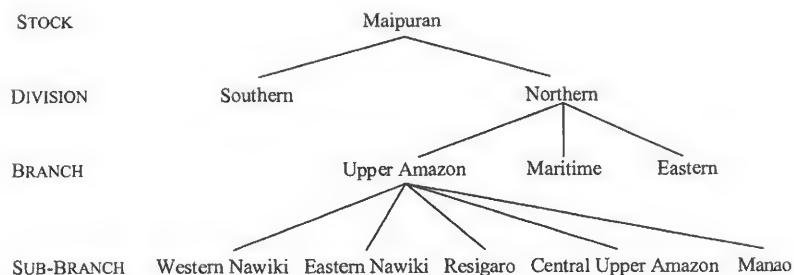 STOCK Maipuran
DIVISION Southern Northern
BRANCH Upper Amazon Maritime Eastern
SUB-BRANCH Western Nawiki Eastern Nawiki Resigaro Central Upper Amazon Manao